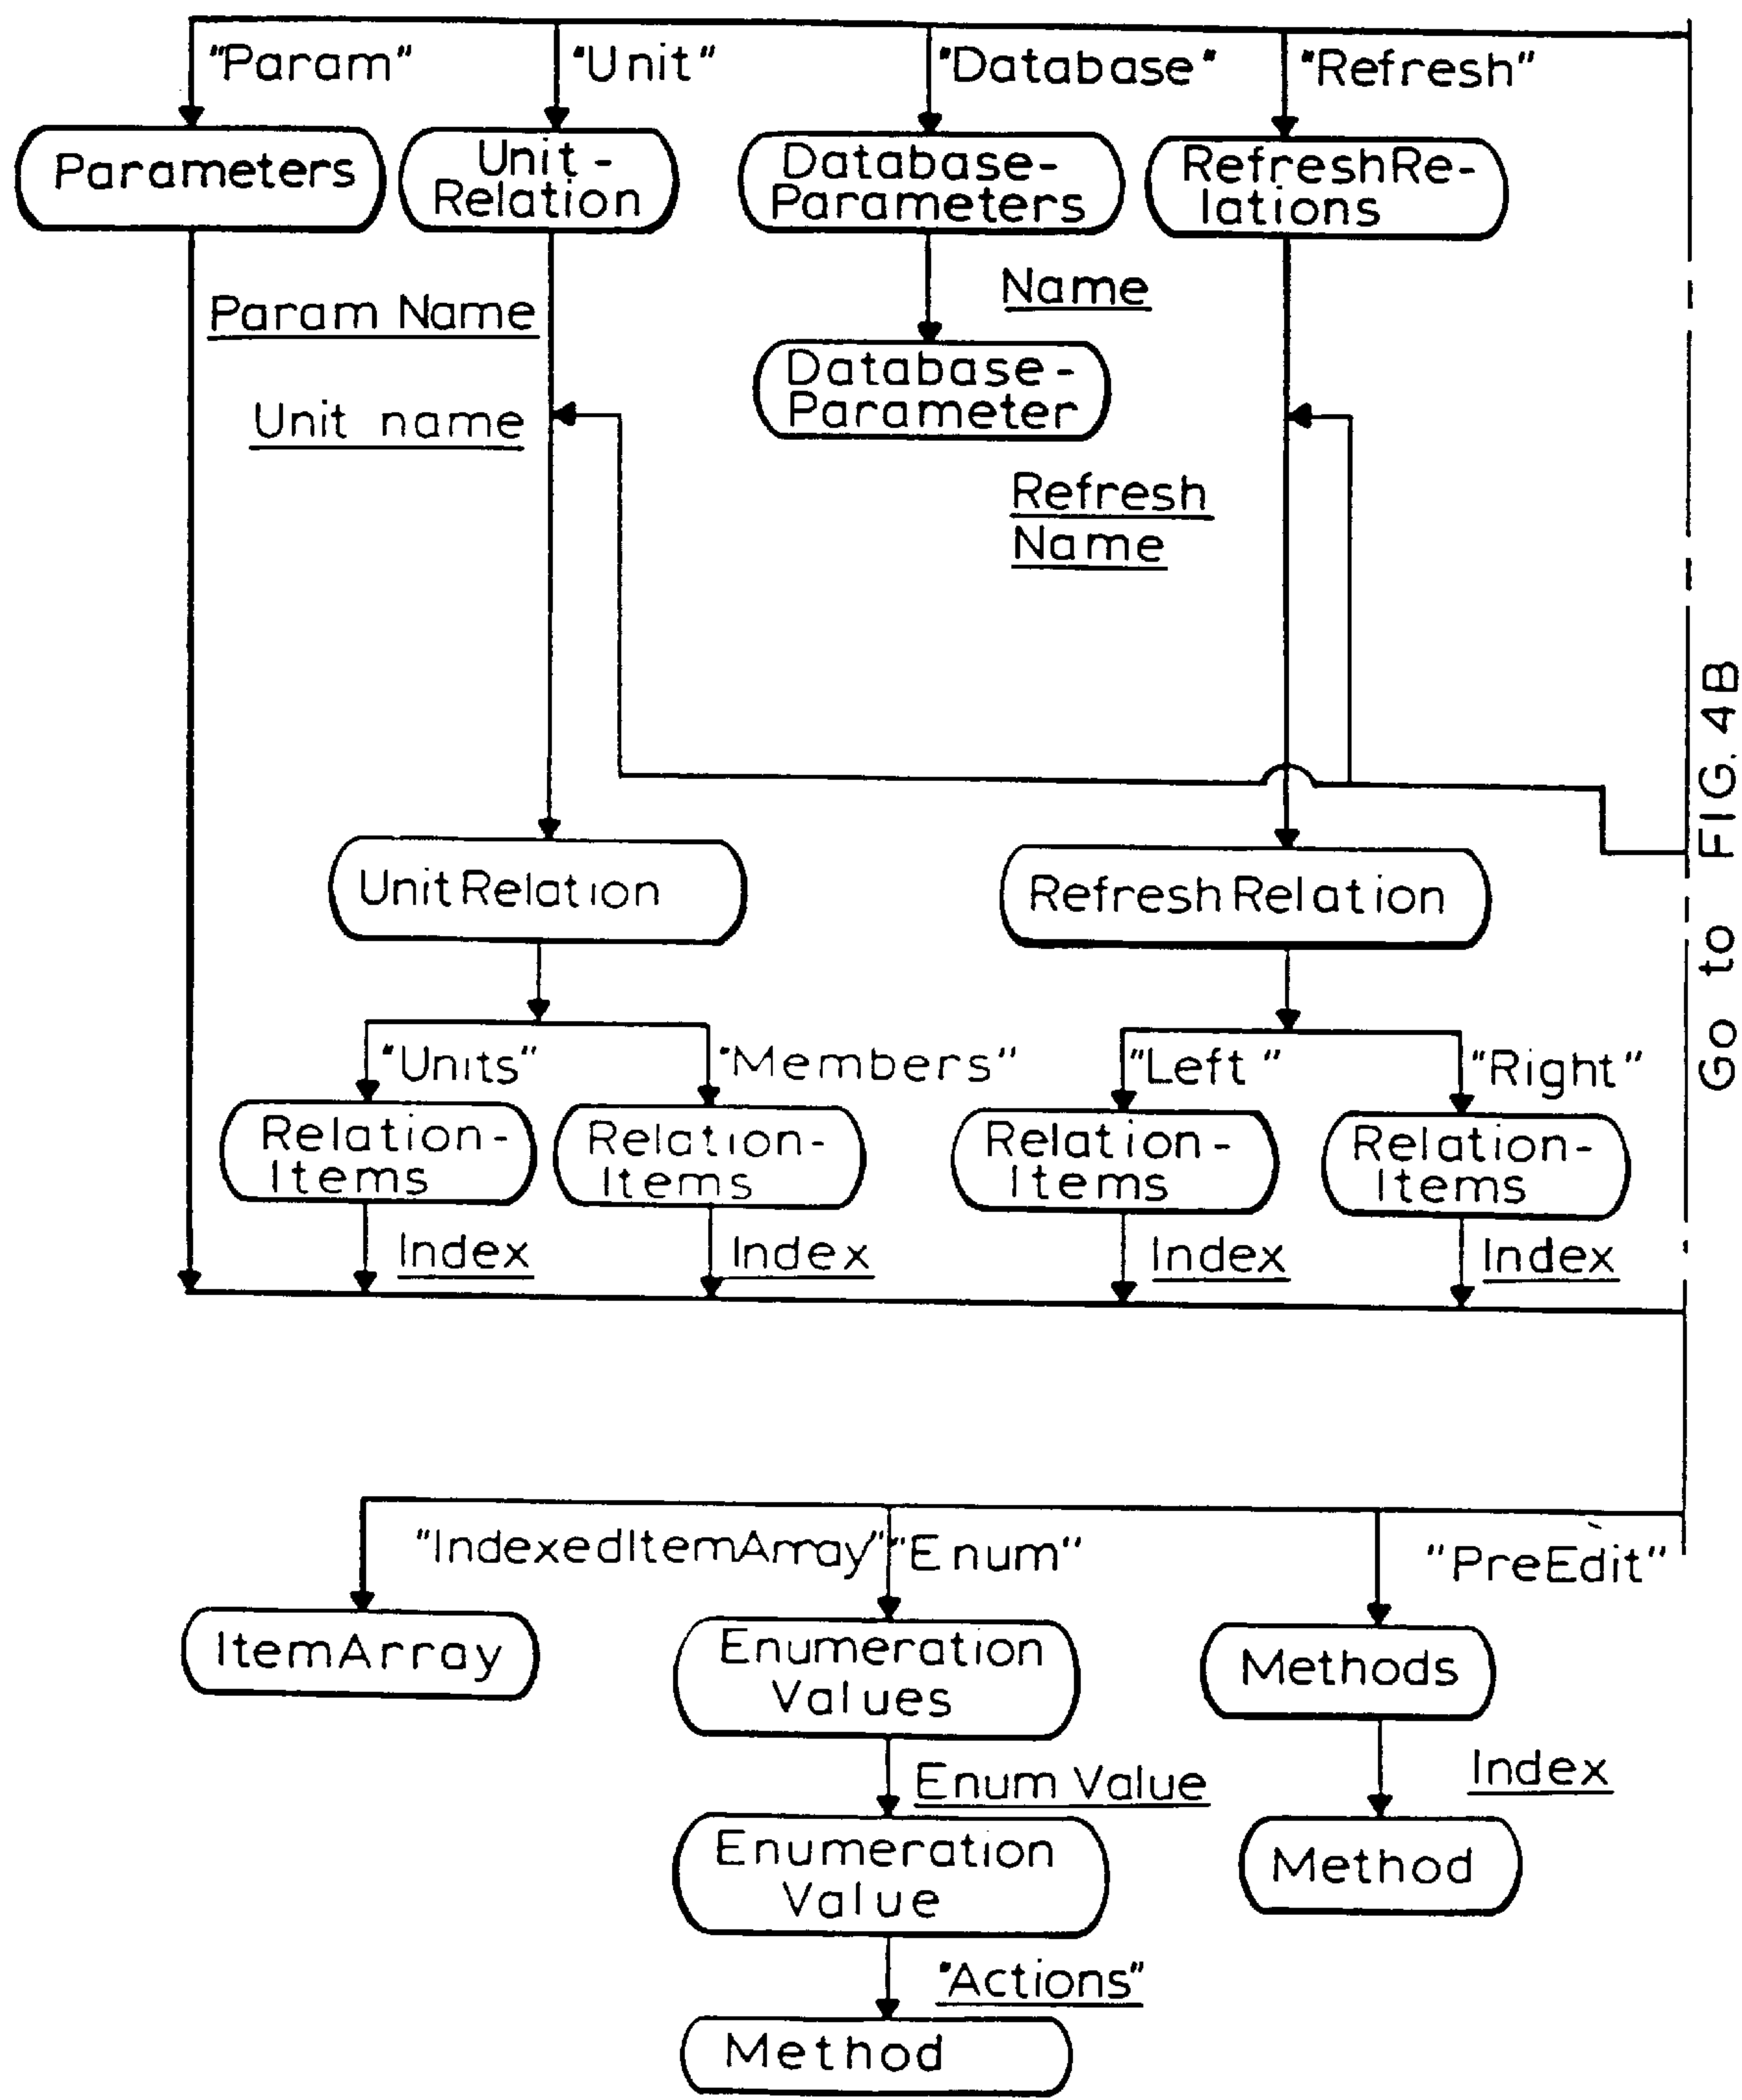 "Param"
"Unit"
"Database"
"Refresh"
Parameters
Unit-
Relation
Database-
Parameters
RefreshRe-
lations
Param Name
Name
Database-
Parameter
Unit name
Refresh
Name
UnitRelation
RefreshRelation
"Units"
"Members"
"Left"
"Right"
Relation-
Items
Relation-
Items
Relation-
Items
Relation-
Items
Index
Index
Index
Index
Go to FIG. 4B
"IndexedItemArray"
"Enum"
"PreEdit"
ItemArray
Enumeration
Values
Methods
Enum Value
Index
Enumeration
Value
Method
"Actions"
Method